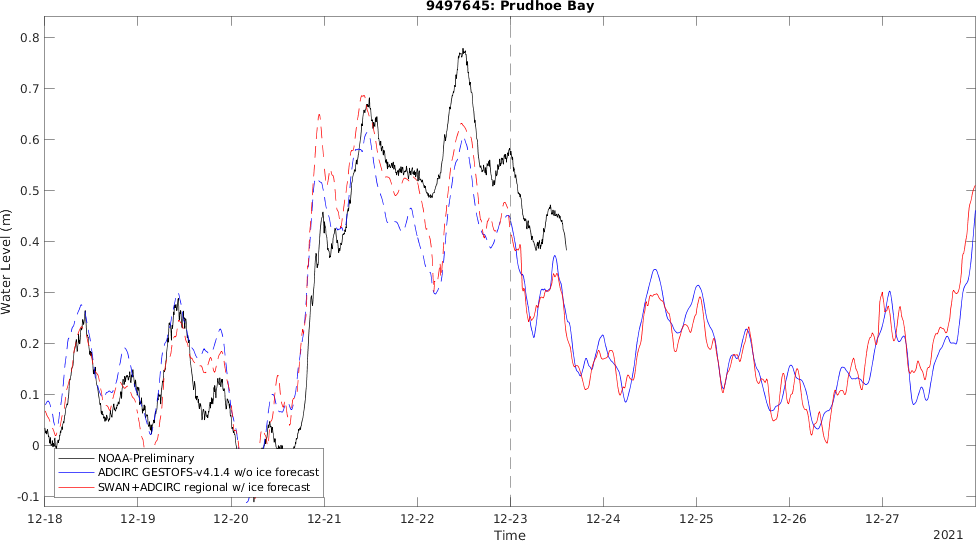 9497645: Prudhoe Bay
Water Level (m)
0.8
0.7
0.6
0.5
0.4
0.3
0.2
0.1
0
-0.1
NOAA-Preliminary
ADCIRC GESTOFS-v4.1.4 w/o ice forecast
SWAN+ADCIRC regional w/ ice forecast
12-18 12-19 12-20 12-21 12-22 12-23 12-24 12-25 12-26 12-27
Time
2021